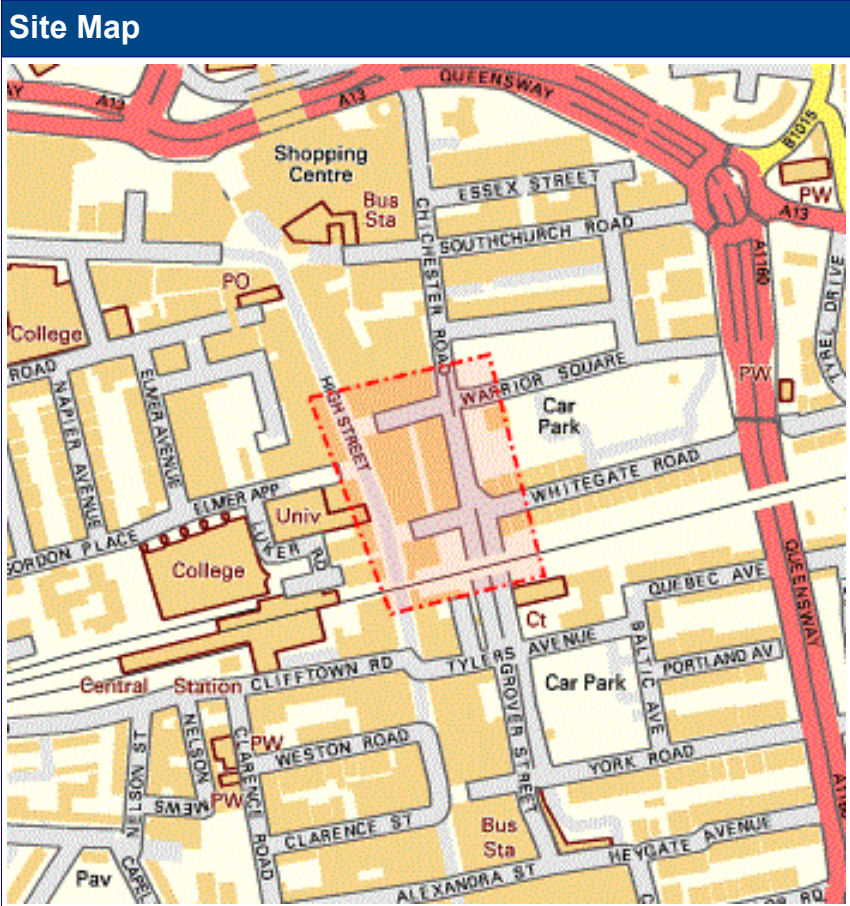 Site Map
QUEENSWAY
A13
A13
B1015
Shopping
Centre
Bus
Sta
ESSEX STREET
PW
A13
CHICHESTER ROAD
SOUTHCHURCH ROAD
A1160
TYREL DRIVE
PO
College
ROAD
NAPIER AVENUE
ELMER AVENUE
HIGH STREET
WARRIOR SQUARE
PW
Car
Park
WHITEGATE ROAD
ELMER APP
Univ
LUKER RD
GORDON PLACE
College
QUEENSWAY
QUEBEC AVE
Ct
TYLERS AVENUE
BALTIC AVE
PORTLAND AV
Central Station
CLIFFTOWN RD
GROVER STREET
Car Park
NELSON ST
NELSON MEWS
CLARENCE ROAD
PW
PW
WESTON ROAD
YORK ROAD
CLARENCE ST
Bus
Sta
HEYGATE AVENUE
A1160
Pav
CAPEL
ALEXANDRA ST
RD